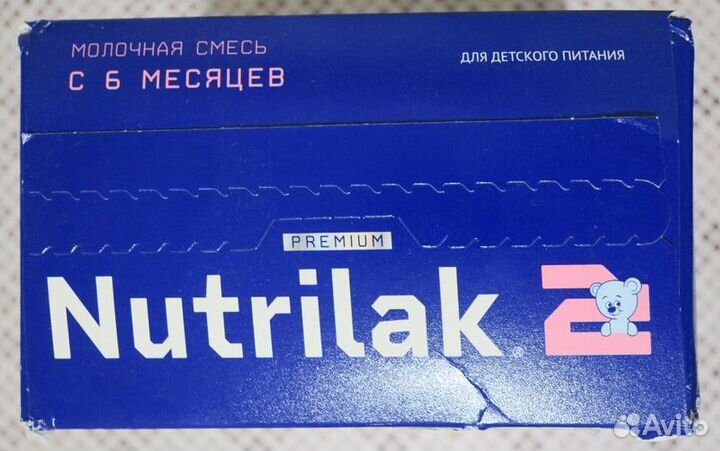 МОЛОЧНАЯ СМЕСЬ
С 6 МЕСЯЦЕВ
ДЛЯ ДЕТСКОГО ПИТАНИЯ
PREMIUM
Nutrilak® 2
Avito